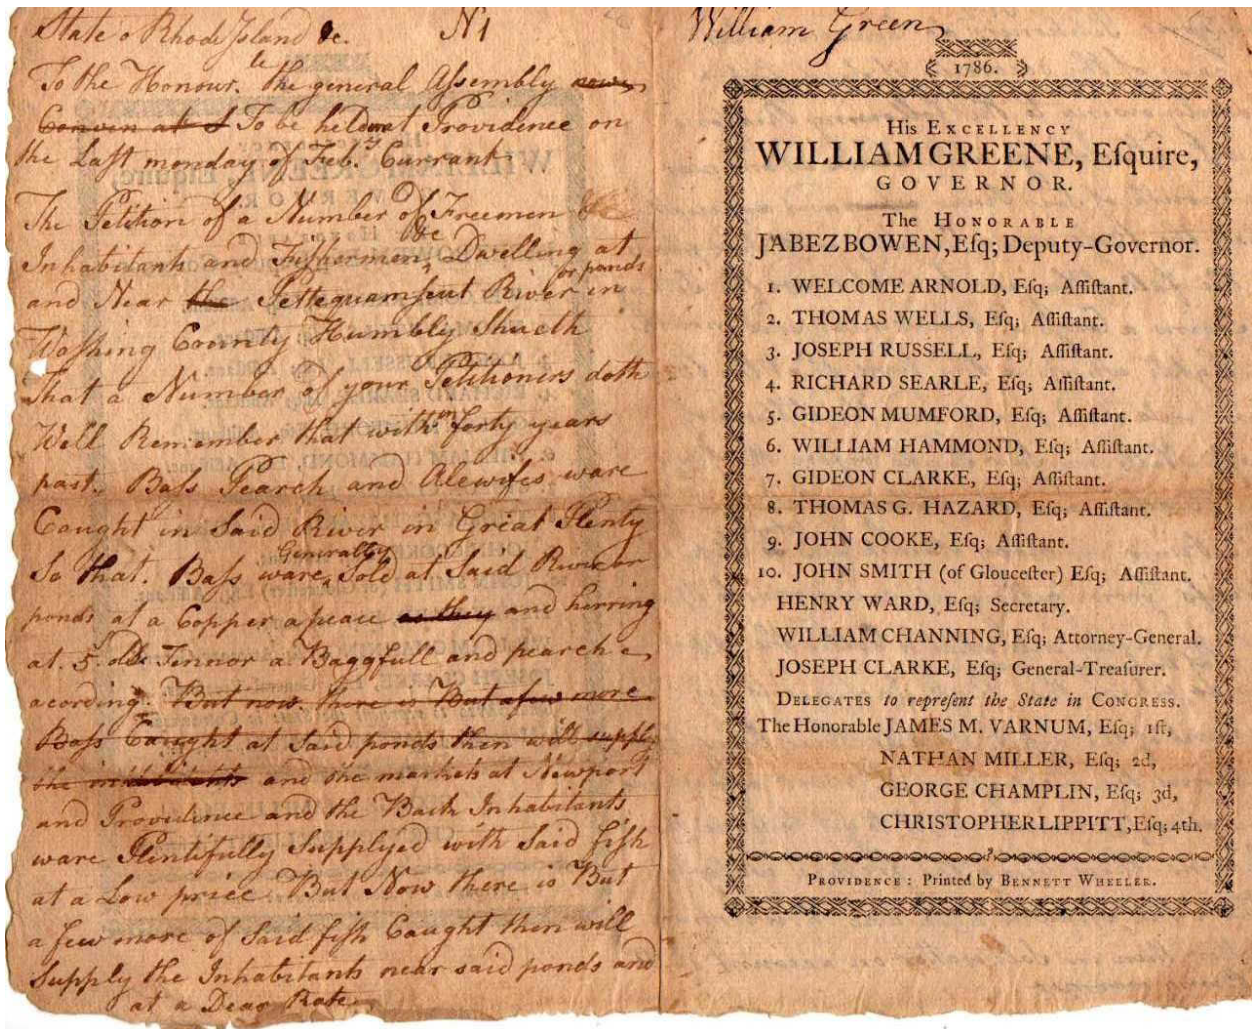 State o Rhode Island &c. N 1
To the Honour.le the general Assembly now
Conven at S To be held at Providence on
the Last monday of Feb.y Currant
The Petition of a Number of Freemen
Inhabitants and Fishermen, &c Dwelling at
and Near the Pettequamscut River or ponds in
Washing County Humbly Sheweth
That a Number of your Petitioners doth
Well Remember that within forty years
past. Bass Pearch and Alewifes ware
Caught in Said River in Great Plenty
So that. Bass ware Generally Sold at Said River or
ponds at a Copper apeace as they and herring
at. 5. old Tennor a Baggfull and pearch
acording. But now. there is But a few more
Bass Caught at Said ponds then will supply
the inhabitants and the markets at Newport
and Providence and the Back Inhabitants
ware Plentifully Supplyed with Said fish
at a Low price But Now there is But
a few more of Said fish Caught then will
Supply the Inhabitants near said ponds and
at a Dear Rate
William Green
1786.
His EXCELLENCY
WILLIAM GREENE, Esquire,
GOVERNOR.
The HONORABLE
JABEZ BOWEN, Esq; Deputy-Governor.
1. WELCOME ARNOLD, Esq; Assistant.
2. THOMAS WELLS, Esq; Assistant.
3. JOSEPH RUSSELL, Esq; Assistant.
4. RICHARD SEARLE, Esq; Assistant.
5. GIDEON MUMFORD, Esq; Assistant.
6. WILLIAM HAMMOND, Esq; Assistant.
7. GIDEON CLARKE, Esq; Assistant.
8. THOMAS G. HAZARD, Esq; Assistant.
9. JOHN COOKE, Esq; Assistant.
10. JOHN SMITH (of Gloucester) Esq; Assistant.
HENRY WARD, Esq; Secretary.
WILLIAM CHANNING, Esq; Attorney-General.
JOSEPH CLARKE, Esq; General-Treasurer.
DELEGATES to represent the State in CONGRESS.
The Honorable JAMES M. VARNUM, Esq; 1st,
NATHAN MILLER, Esq; 2d,
GEORGE CHAMPLIN, Esq; 3d,
CHRISTOPHER LIPPITT, Esq; 4th.
PROVIDENCE: Printed by BENNETT WHEELER.